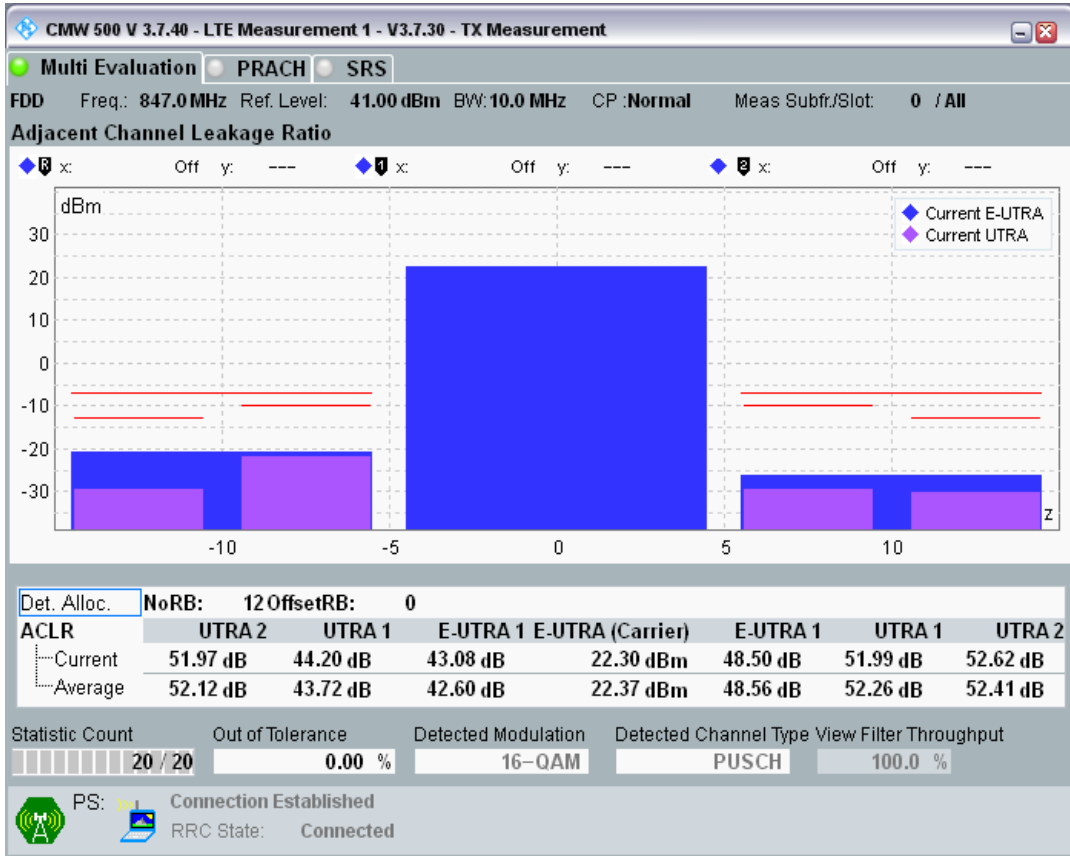 CMW 500 V 3.7.40 - LTE Measurement 1 - V3.7.30 - TX Measurement
Multi Evaluation PRACH SRS
FDD Freq.: 847.0 MHz Ref. Level: 41.00 dBm BW: 10.0 MHz CP :Normal Meas Subfr./Slot: 0 / All
Adjacent Channel Leakage Ratio
R x: Off y: --- 1 x: Off y: --- 2 x: Off y: ---
dBm
Current E-UTRA
Current UTRA
30
20
10
0
-10
-20
-30
z
-10 -5 0 5 10
Det. Alloc. NoRB: 12 OffsetRB: 0
ACLR UTRA 2 UTRA 1 E-UTRA 1 E-UTRA (Carrier) E-UTRA 1 UTRA 1 UTRA 2
Current 51.97 dB 44.20 dB 43.08 dB 22.30 dBm 48.50 dB 51.99 dB 52.62 dB
Average 52.12 dB 43.72 dB 42.60 dB 22.37 dBm 48.56 dB 52.26 dB 52.41 dB
Statistic Count Out of Tolerance Detected Modulation Detected Channel Type View Filter Throughput
20 / 20 0.00 % 16-QAM PUSCH 100.0 %
PS: Connection Established
RRC State: Connected